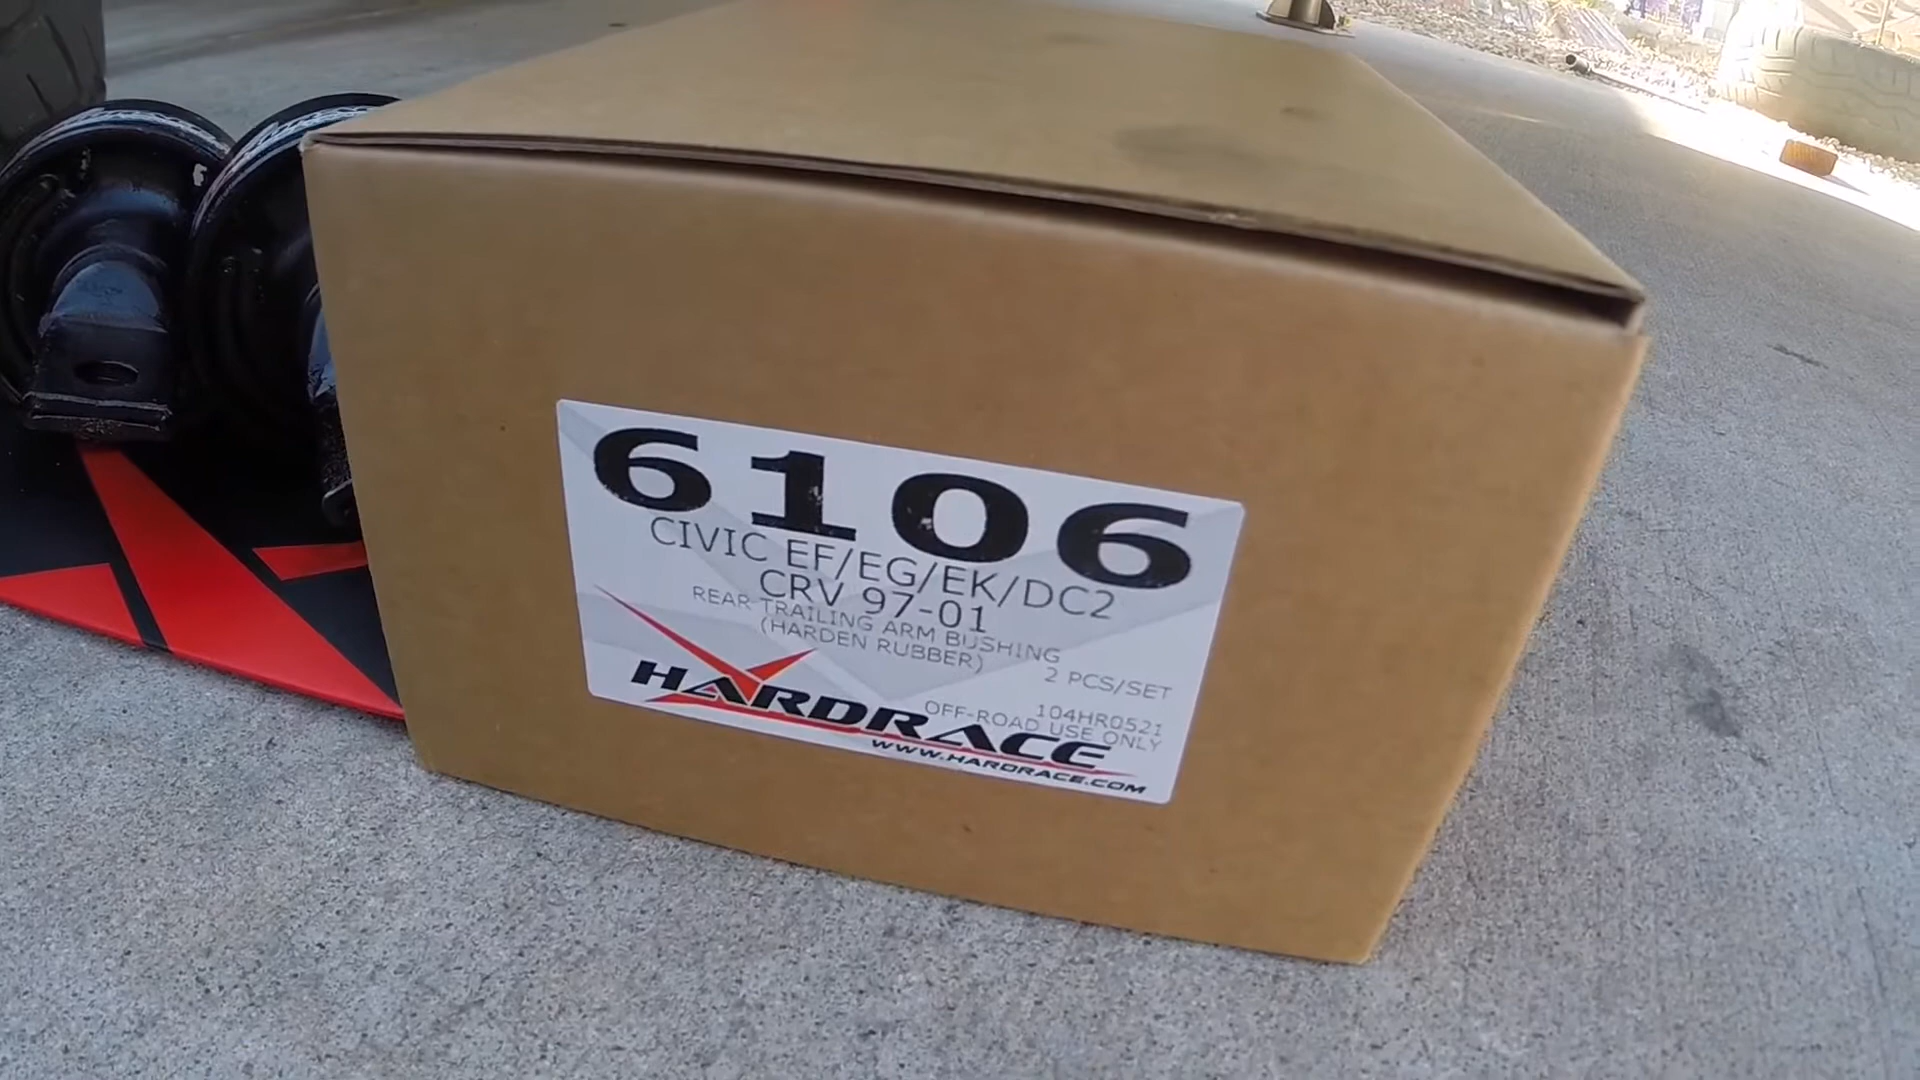 6106
CIVIC EF/EG/EK/DC2
CRV 97-01
REAR TRAILING ARM BUSHING
(HARDEN RUBBER)
2 PCS/SET
104HR0521
OFF-ROAD USE ONLY
HARDRACE
WWW.HARDRACE.COM